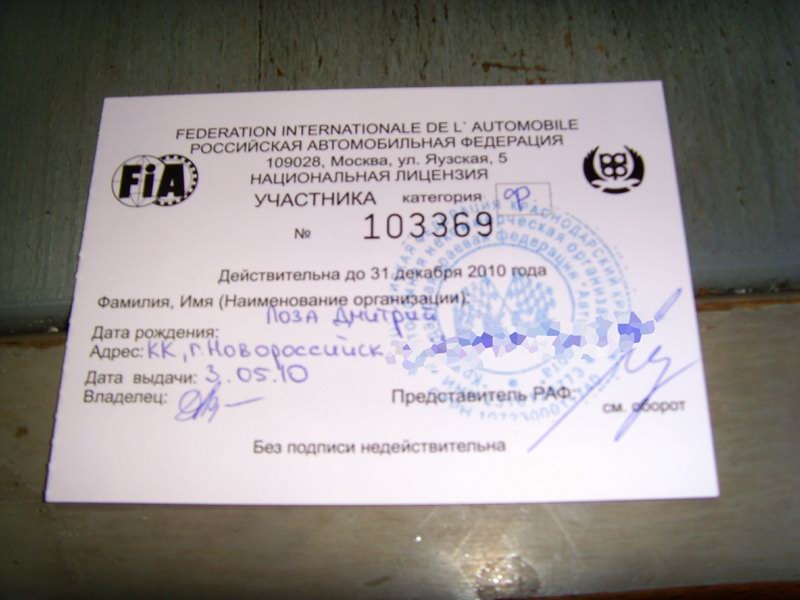 FEDERATION INTERNATIONALE DE L' AUTOMOBILE
РОССИЙСКАЯ АВТОМОБИЛЬНАЯ ФЕДЕРАЦИЯ
109028, Москва, ул. Яузская, 5
FiA
НАЦИОНАЛЬНАЯ ЛИЦЕНЗИЯ
УЧАСТНИКА категория Ф
№ 103369
Действительна до 31 декабря 2010 года
Фамилия, Имя (Наименование организации):
Лоза Дмитрий
Дата рождения:
Адрес: КК, г. Новороссийск
Дата выдачи: 3.05.10
Владелец:
Представитель РАФ:
см. оборот
Без подписи недействительна
КРАСНОДАРСКИЙ